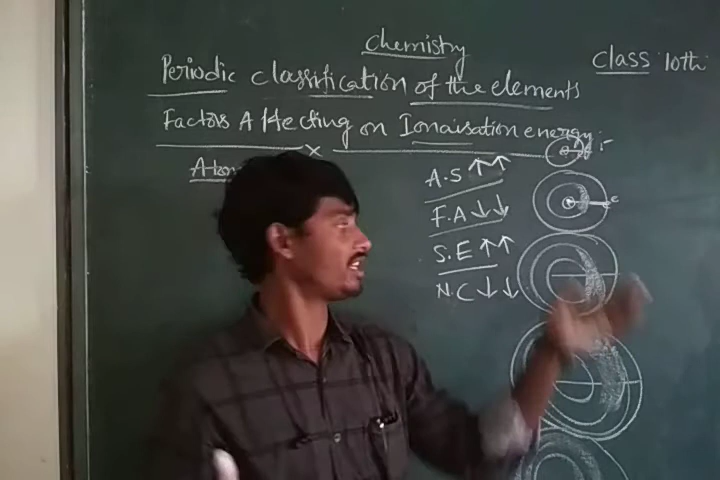 Chemistry
Class 10th
Periodic classification of the elements
Factors Affecting on Ionaisation energy:-
A.S ↑↑
F.A ↓↓
S.E ↑↑
N.C ↓↓